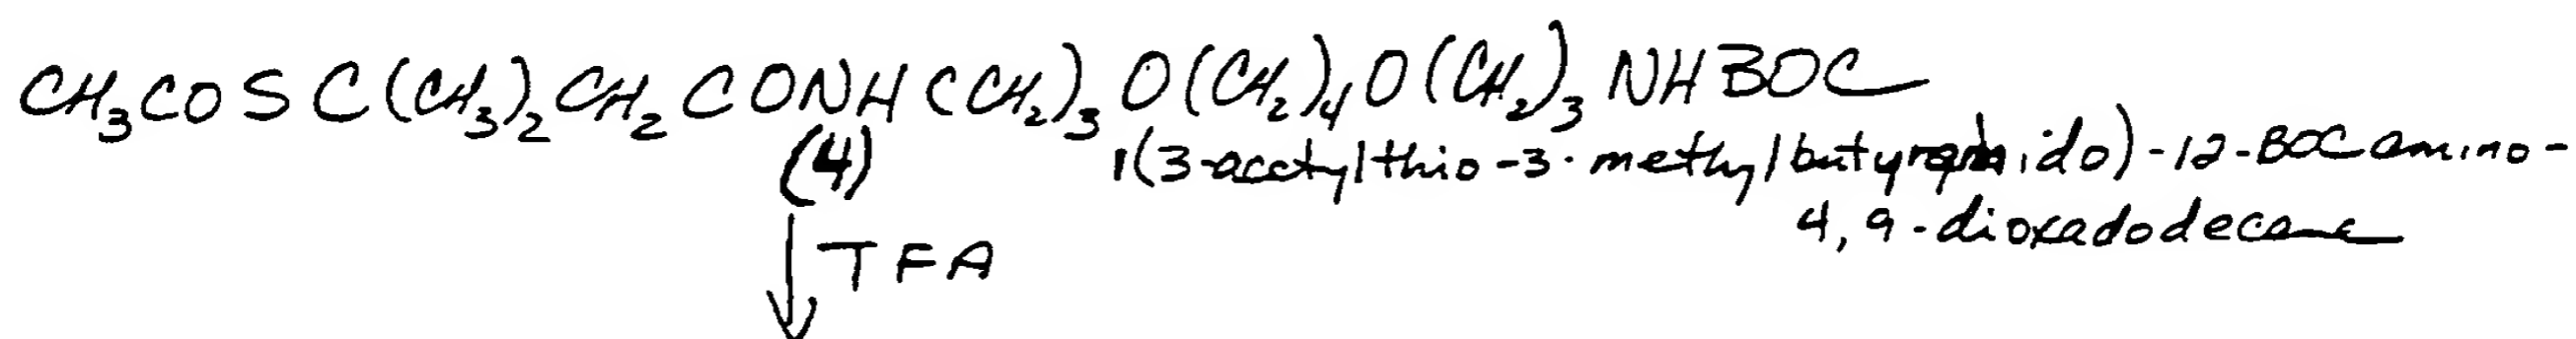 CH₃COSC(CH₃)₂CH₂CONH(CH₂)₃O(CH₂)₄O(CH₂)₃NHBOC
(4) 1(3-acetylthio-3-methylbutyramido)-12-BOCamino-
4,9-dioxadodecane
↓ TFA